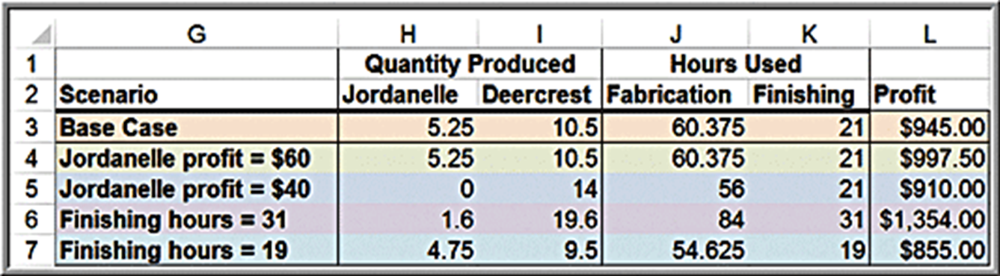 G H I J K L
1 Quantity Produced Hours Used
2 Scenario Jordanelle Deercrest Fabrication Finishing Profit
3 Base Case 5.25 10.5 60.375 21 $945.00
4 Jordanelle profit = $60 5.25 10.5 60.375 21 $997.50
5 Jordanelle profit = $40 0 14 56 21 $910.00
6 Finishing hours = 31 1.6 19.6 84 31 $1,354.00
7 Finishing hours = 19 4.75 9.5 54.625 19 $855.00